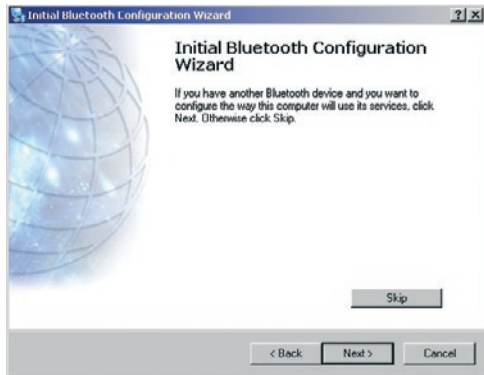 Initial Bluetooth Configuration Wizard
Initial Bluetooth Configuration
Wizard
If you have another Bluetooth device and you want to
configure the way this computer will use its services, click
Next. Otherwise click Skip.
Skip
< Back Next > Cancel